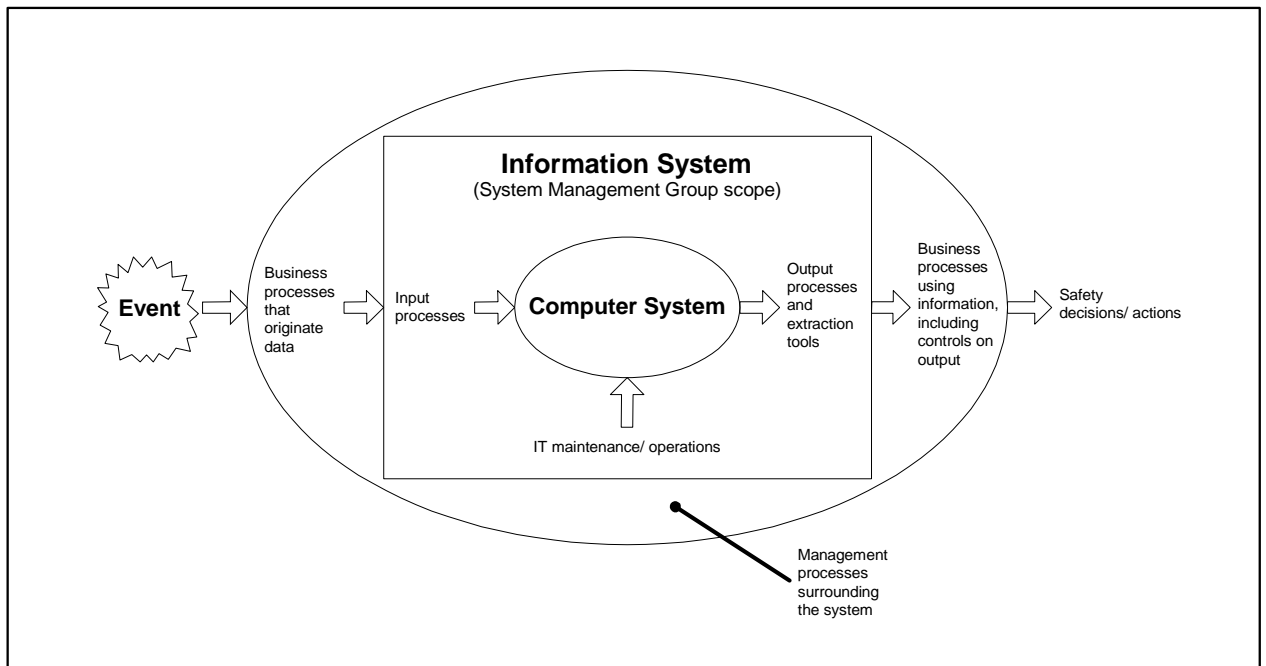 Information System
(System Management Group scope)
Event
Business
processes
that
originate
data
Input
processes
Computer System
Output
processes
and
extraction
tools
Business
processes
using
information,
including
controls on
output
Safety
decisions/ actions
IT maintenance/ operations
Management
processes
surrounding
the system